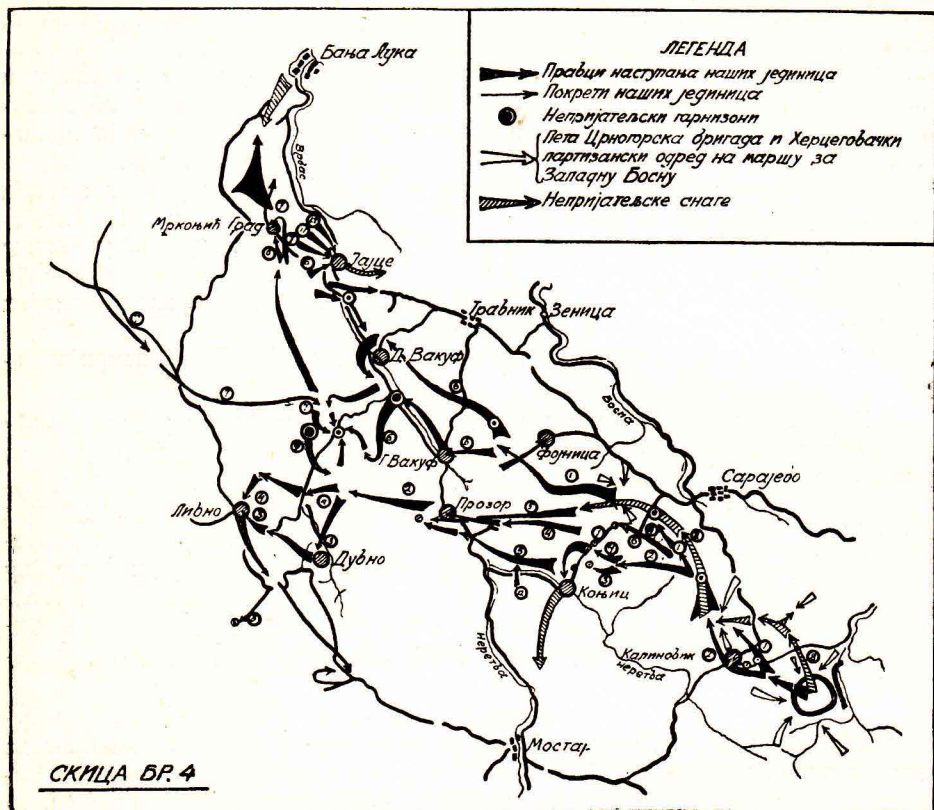 ЛЕГЕНДА
Правци наступања наших јединица
Покрети наших јединица
Непријатељски гарнизони
Пета Црногорска бригада и Херцеговачки
партизански одред на маршу за
Западну Босну
Непријатељске снаге
Бања Лука
Врбас
Мркоњић Град
Јајце
Травник
Зеница
Д. Вакуф
Босна
Фојница
Г Вакуф
Сарајево
Прозор
Ливно
Дувно
Коњиц
Калиновик
Неретва
Неретва
Мостар
СКИЦА БР. 4